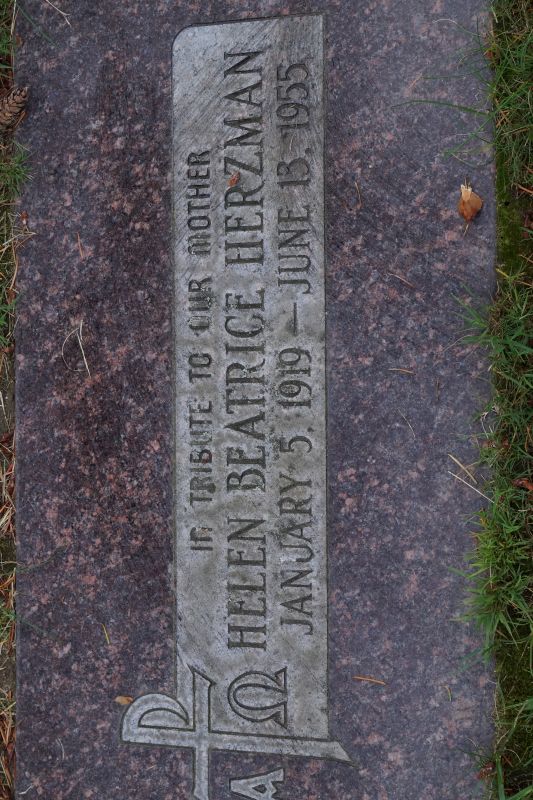 IN TRIBUTE TO OUR MOTHER
HELEN BEATRICE HERZMAN
JANUARY 5, 1919 — JUNE 13, 1955
Α Ω